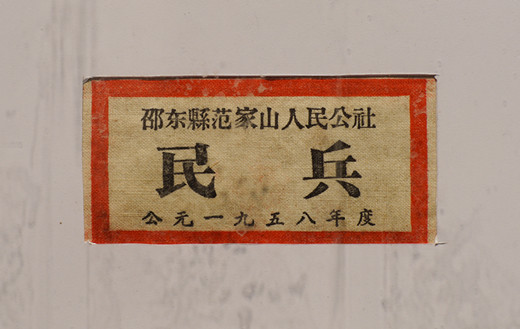 邵东縣范家山人民公社
民兵
公元一九五八年度